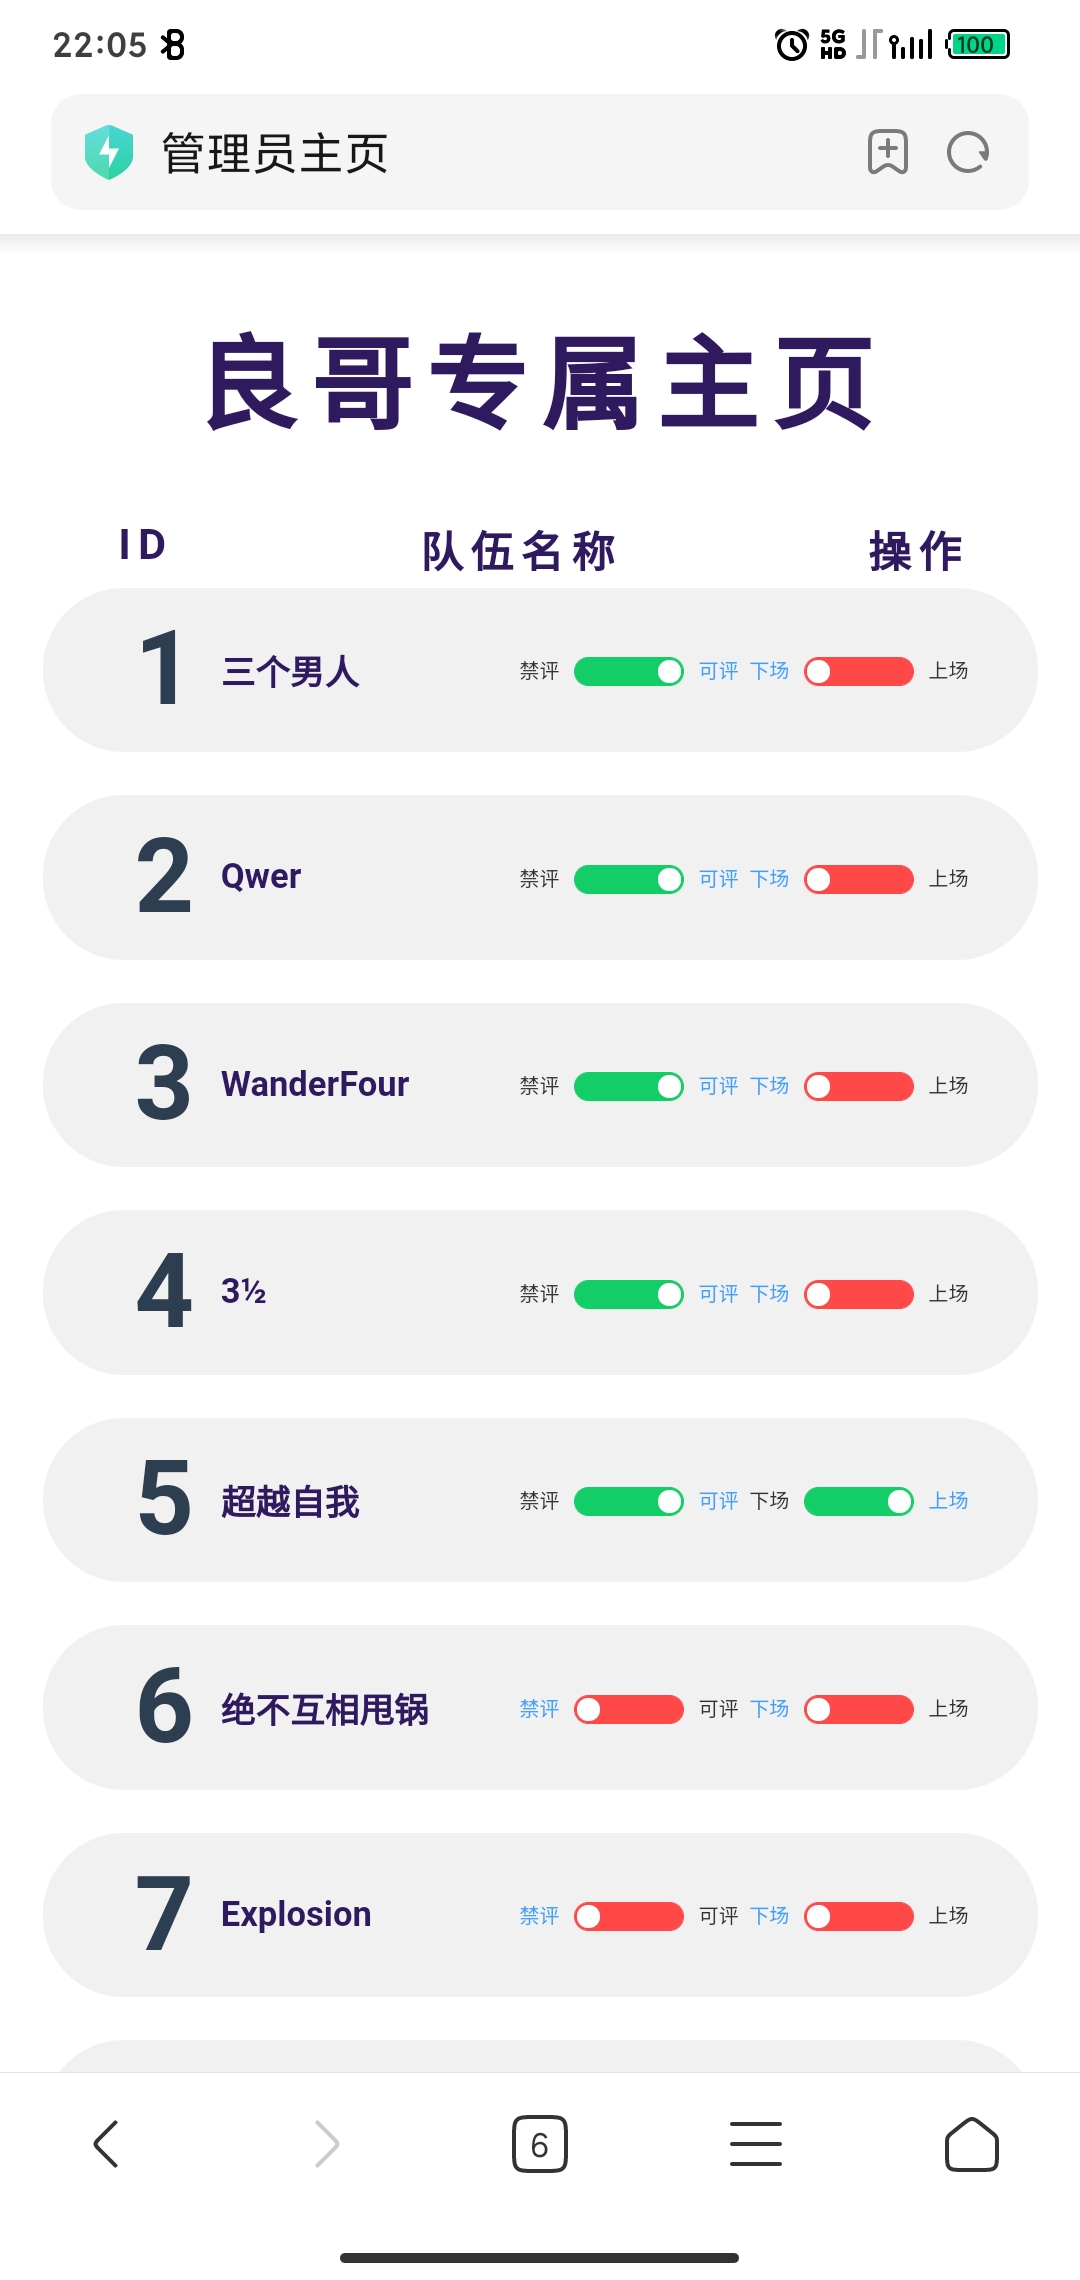 22:05 5G HD 100
管理员主页
良哥专属主页
ID 队伍名称 操作
1 三个男人 禁评 可评 下场 上场
2 Qwer 禁评 可评 下场 上场
3 WanderFour 禁评 可评 下场 上场
4 3½ 禁评 可评 下场 上场
5 超越自我 禁评 可评 下场 上场
6 绝不互相甩锅 禁评 可评 下场 上场
7 Explosion 禁评 可评 下场 上场
6